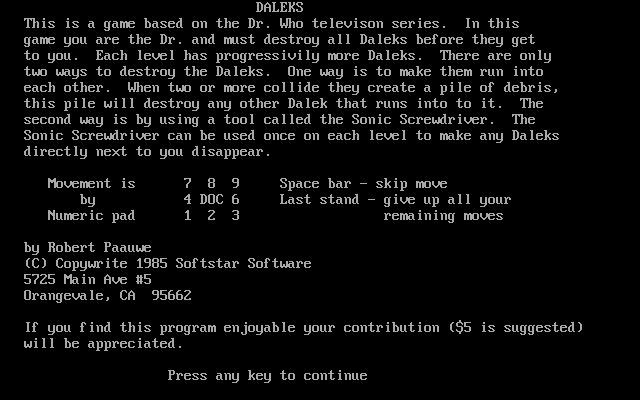 DALEKS
This is a game based on the Dr. Who televison series.  In this
game you are the Dr. and must destroy all Daleks before they get
to you.  Each level has progressivily more Daleks.  There are only
two ways to destroy the Daleks.  One way is to make them run into
each other.  When two or more collide they create a pile of debris,
this pile will destroy any other Dalek that runs into to it.  The
second way is by using a tool called the Sonic Screwdriver.  The
Sonic Screwdriver can be used once on each level to make any Daleks
directly next to you disappear.
Movement is      7  8  9     Space bar - skip move
by         4 DOC 6     Last stand - give up all your
Numeric pad      1  2  3                  remaining moves
by Robert Paauwe
(C) Copywrite 1985 Softstar Software
5725 Main Ave #5
Orangevale, CA  95662
If you find this program enjoyable your contribution ($5 is suggested)
will be appreciated.
Press any key to continue